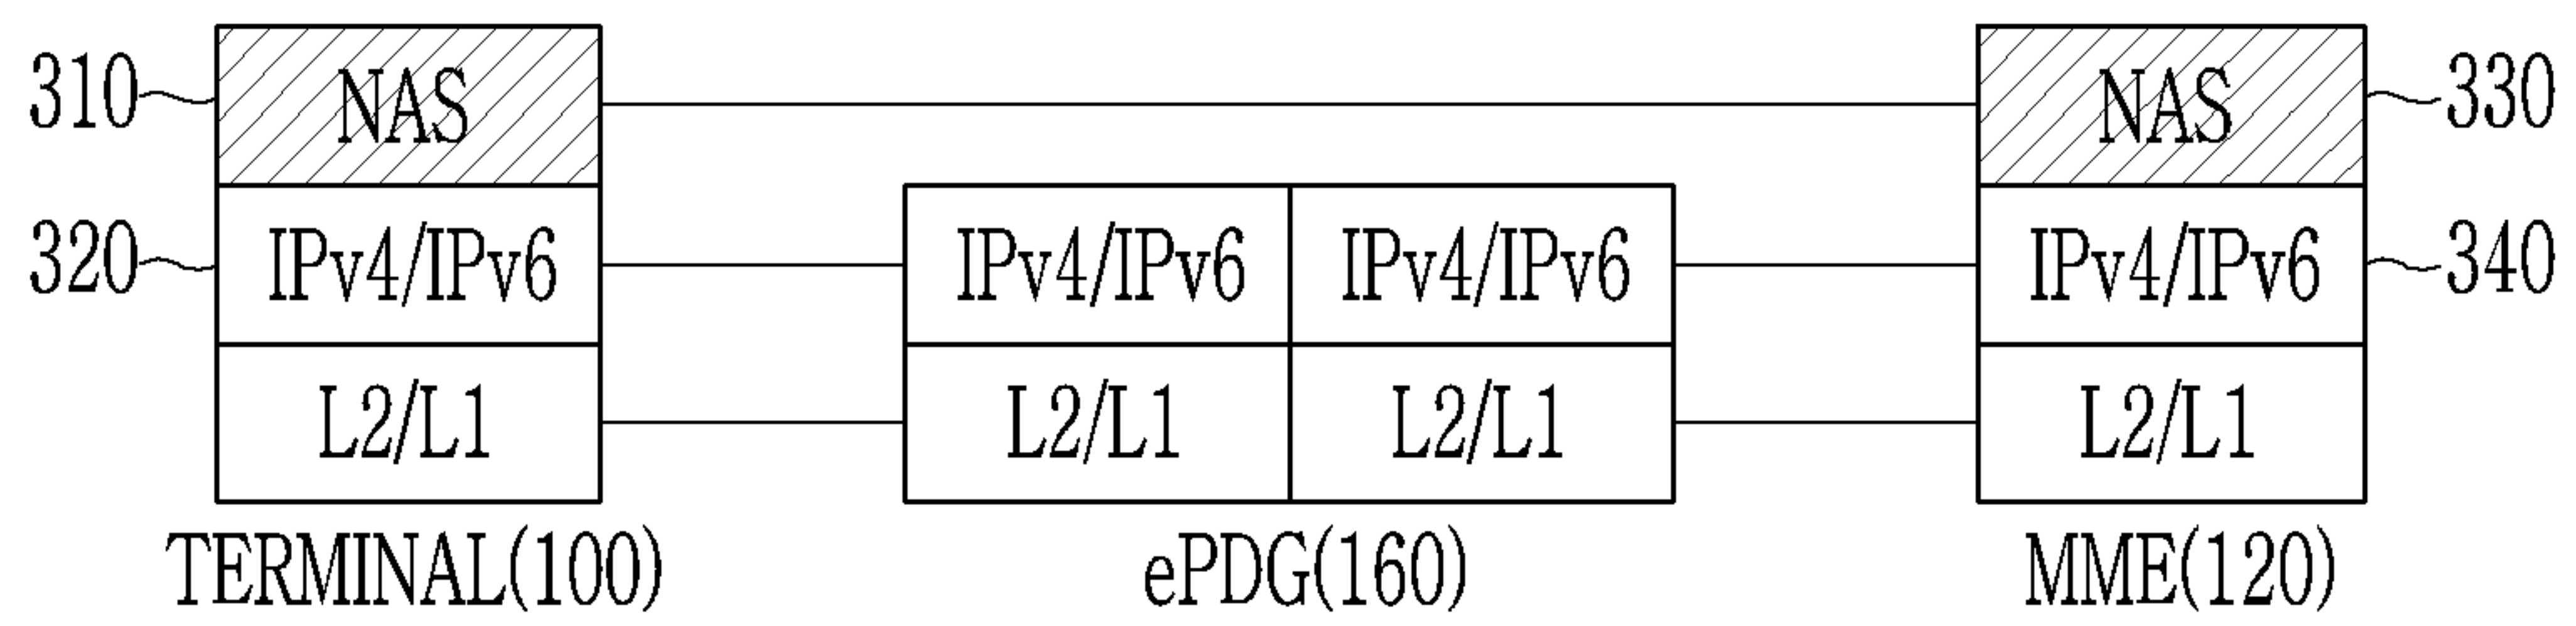 310 NAS NAS 330
320 IPv4/IPv6 IPv4/IPv6 IPv4/IPv6 IPv4/IPv6 340
L2/L1 L2/L1 L2/L1 L2/L1
TERMINAL(100) ePDG(160) MME(120)